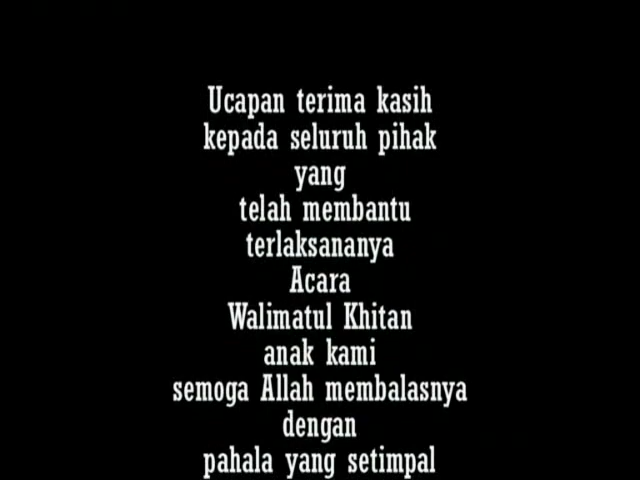 Ucapan terima kasih
kepada seluruh pihak
yang
telah membantu
terlaksananya
Acara
Walimatul Khitan
anak kami
semoga Allah membalasnya
dengan
pahala yang setimpal